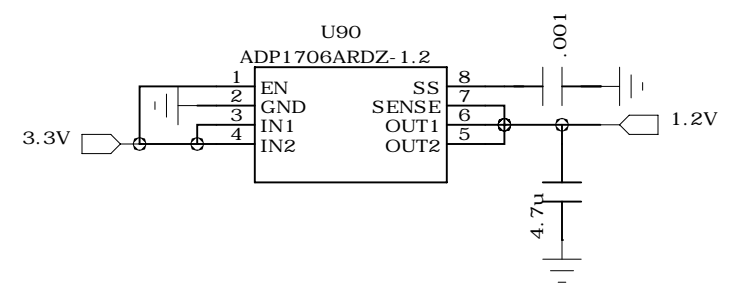 U90
ADP1706ARDZ-1.2
.001
1 EN SS 8
2 GND SENSE 7
3 IN1 OUT1 6
4 IN2 OUT2 5
3.3V
1.2V
4.7u